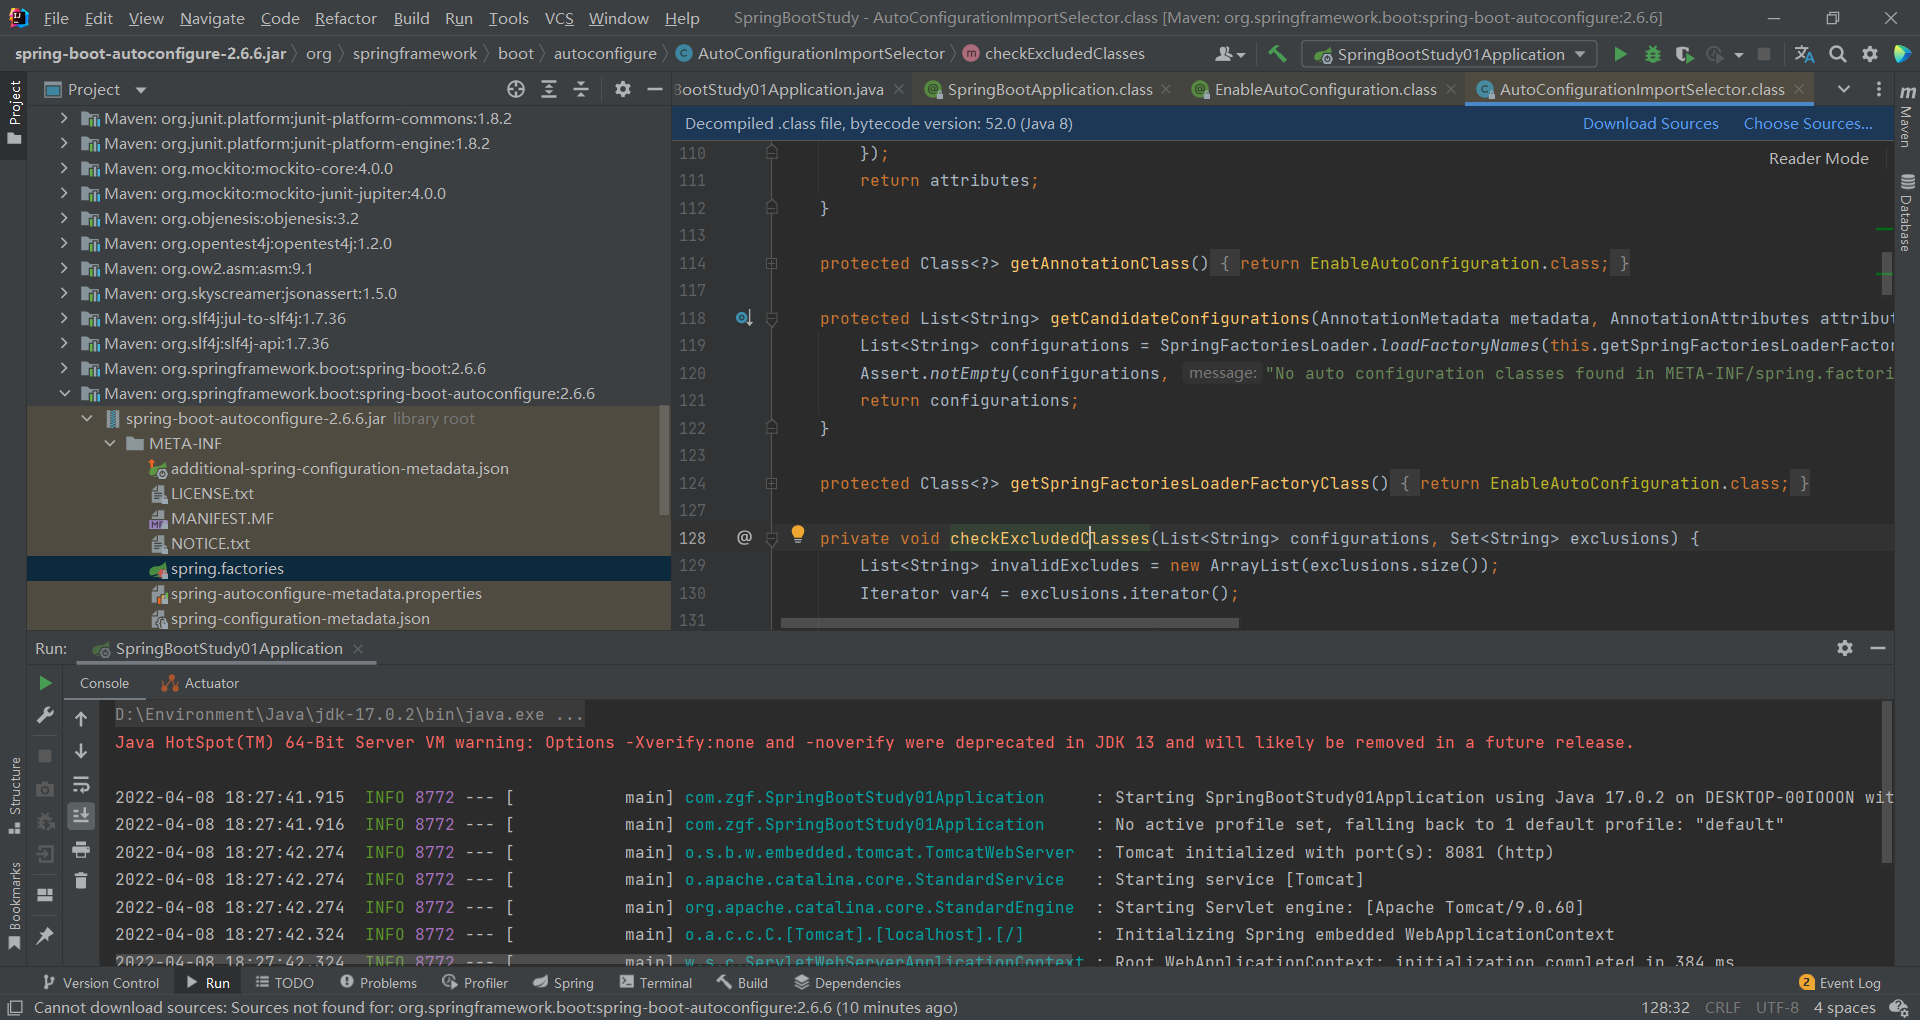 File Edit View Navigate Code Refactor Build Run Tools VCS Window Help SpringBootStudy - AutoConfigurationImportSelector.class [Maven: org.springframework.boot:spring-boot-autoconfigure:2.6.6]
spring-boot-autoconfigure-2.6.6.jar org springframework boot autoconfigure AutoConfigurationImportSelector checkExcludedClasses SpringBootStudy01Application
Project
BootStudy01Application.java SpringBootApplication.class EnableAutoConfiguration.class AutoConfigurationImportSelector.class
Decompiled .class file, bytecode version: 52.0 (Java 8) Download Sources Choose Sources...
Reader Mode
Project
Structure
Bookmarks
Maven
Database
Maven: org.junit.platform:junit-platform-commons:1.8.2
Maven: org.junit.platform:junit-platform-engine:1.8.2
Maven: org.mockito:mockito-core:4.0.0
Maven: org.mockito:mockito-junit-jupiter:4.0.0
Maven: org.objenesis:objenesis:3.2
Maven: org.opentest4j:opentest4j:1.2.0
Maven: org.ow2.asm:asm:9.1
Maven: org.skyscreamer:jsonassert:1.5.0
Maven: org.slf4j:jul-to-slf4j:1.7.36
Maven: org.slf4j:slf4j-api:1.7.36
Maven: org.springframework.boot:spring-boot:2.6.6
Maven: org.springframework.boot:spring-boot-autoconfigure:2.6.6
spring-boot-autoconfigure-2.6.6.jar library root
META-INF
additional-spring-configuration-metadata.json
LICENSE.txt
MANIFEST.MF
NOTICE.txt
spring.factories
spring-autoconfigure-metadata.properties
spring-configuration-metadata.json
110 });
111 return attributes;
112 }
113
114 protected Class<?> getAnnotationClass() { return EnableAutoConfiguration.class; }
117
118 protected List<String> getCandidateConfigurations(AnnotationMetadata metadata, AnnotationAttributes attribut
119 List<String> configurations = SpringFactoriesLoader.loadFactoryNames(this.getSpringFactoriesLoaderFactor
120 Assert.notEmpty(configurations, message: "No auto configuration classes found in META-INF/spring.factori
121 return configurations;
122 }
123
124 protected Class<?> getSpringFactoriesLoaderFactoryClass() { return EnableAutoConfiguration.class; }
127
128 @ private void checkExcludedClasses(List<String> configurations, Set<String> exclusions) {
129 List<String> invalidExcludes = new ArrayList(exclusions.size());
130 Iterator var4 = exclusions.iterator();
131
Run: SpringBootStudy01Application
Console Actuator
D:\Environment\Java\jdk-17.0.2\bin\java.exe ...
Java HotSpot(TM) 64-Bit Server VM warning: Options -Xverify:none and -noverify were deprecated in JDK 13 and will likely be removed in a future release.
2022-04-08 18:27:41.915 INFO 8772 --- [ main] com.zgf.SpringBootStudy01Application : Starting SpringBootStudy01Application using Java 17.0.2 on DESKTOP-00IOOON wit
2022-04-08 18:27:41.916 INFO 8772 --- [ main] com.zgf.SpringBootStudy01Application : No active profile set, falling back to 1 default profile: "default"
2022-04-08 18:27:42.274 INFO 8772 --- [ main] o.s.b.w.embedded.tomcat.TomcatWebServer : Tomcat initialized with port(s): 8081 (http)
2022-04-08 18:27:42.274 INFO 8772 --- [ main] o.apache.catalina.core.StandardService : Starting service [Tomcat]
2022-04-08 18:27:42.274 INFO 8772 --- [ main] org.apache.catalina.core.StandardEngine : Starting Servlet engine: [Apache Tomcat/9.0.60]
2022-04-08 18:27:42.324 INFO 8772 --- [ main] o.a.c.c.C.[Tomcat].[localhost].[/] : Initializing Spring embedded WebApplicationContext
2022-04-08 18:27:42.324 INFO 8772 --- [ main] w.s.c.ServletWebServerApplicationContext : Root WebApplicationContext: initialization completed in 384 ms
Version Control Run TODO Problems Profiler Spring Terminal Build Dependencies 2 Event Log
Cannot download sources: Sources not found for: org.springframework.boot:spring-boot-autoconfigure:2.6.6 (10 minutes ago) 128:32 CRLF UTF-8 4 spaces